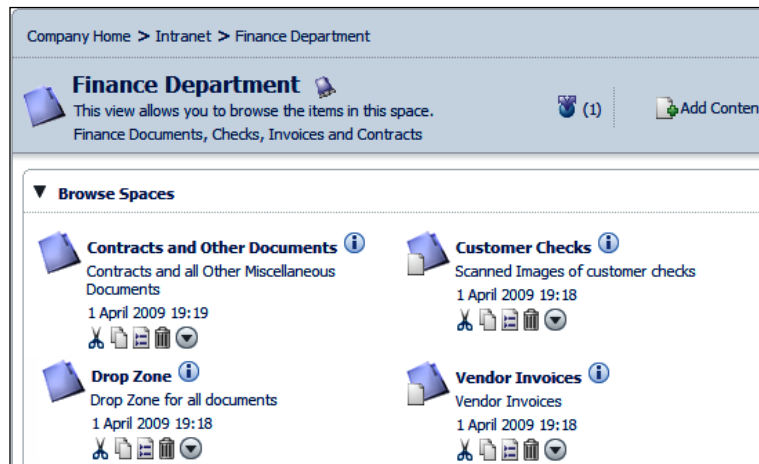 Company Home > Intranet > Finance Department
Finance Department
This view allows you to browse the items in this space.
Finance Documents, Checks, Invoices and Contracts
(1)
Add Conten
Browse Spaces
Contracts and Other Documents
Contracts and all Other Miscellaneous
Documents
1 April 2009 19:19
Customer Checks
Scanned Images of customer checks
1 April 2009 19:18
Drop Zone
Drop Zone for all documents
1 April 2009 19:18
Vendor Invoices
Vendor Invoices
1 April 2009 19:18